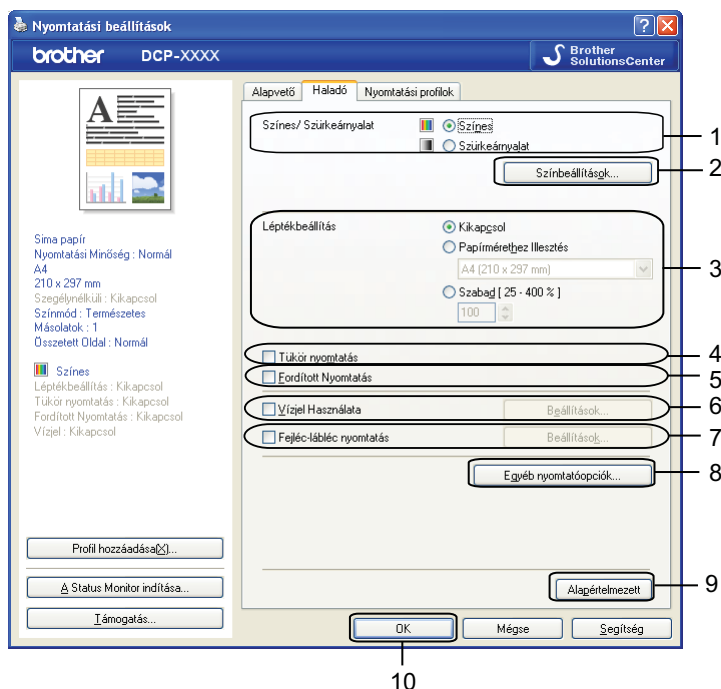 Nyomtatási beállítások
brother DCP-XXXX
Brother
SolutionsCenter
A
Sima papír
Nyomtatási Minőség : Normál
A4
210 x 297 mm
Szegélynélküli : Kikapcsol
Színmód : Természetes
Másolatok : 1
Összetett Oldal : Normál
Színes
Léptékbeállítás : Kikapcsol
Tükör nyomtatás : Kikapcsol
Fordított Nyomtatás : Kikapcsol
Vízjel : Kikapcsol
Profil hozzáadása(X)...
A Status Monitor indítása...
Támogatás...
Alapvető Haladó Nyomtatási profilok
Színes/ Szürkeárnyalat Színes 1
Szürkeárnyalat
Színbeállítások... 2
Léptékbeállítás Kikapcsol
Papírmérethez Illesztés
A4 (210 x 297 mm) 3
Szabad [ 25 - 400 % ]
100
Tükör nyomtatás 4
Fordított Nyomtatás 5
Vízjel Használata Beállítások... 6
Fejléc-lábléc nyomtatás Beállítások... 7
Egyéb nyomtatóopciók... 8
Alapértelmezett 9
OK Mégse Segítség
10